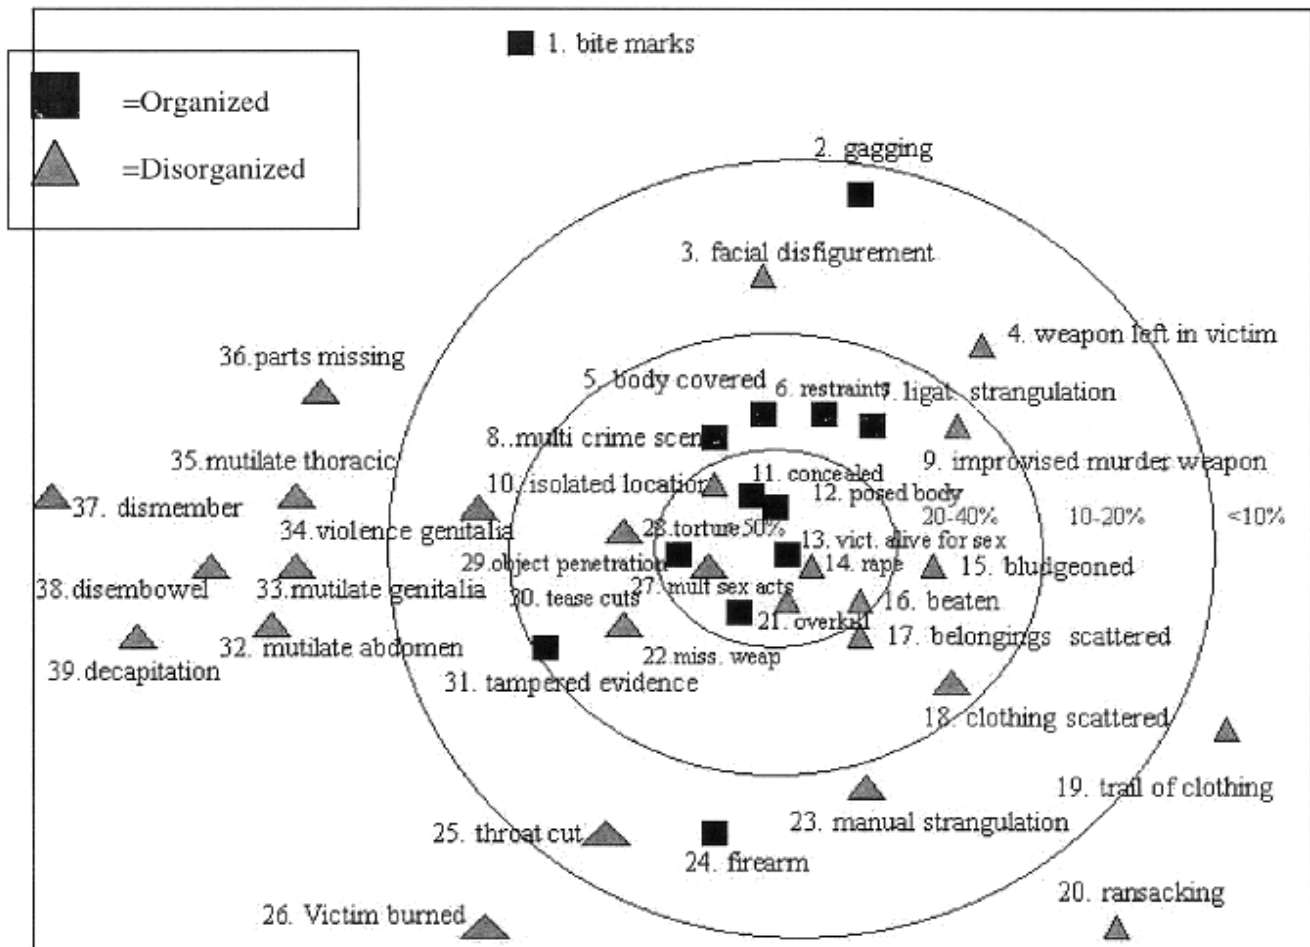 1. bite marks
=Organized
=Disorganized
2. gagging
3. facial disfigurement
4. weapon left in victim
36.parts missing
5. body covered
6. restraints
7. ligat. strangulation
8..multi crime scen
35.mutilate thoracic
9. improvised murder weapon
10. isolated location
11. concealed
12. posed body
37. dismember
34. violence genitalia
28.torture
50%
20-40%
10-20%
<10%
13. vict. alive for sex
29.object penetration
14. rape
15. bludgeoned
38.disembowel
33.mutilate genitalia
27. mult sex acts
30. tease cuts
16. beaten
21. overkill
17. belongings scattered
32. mutilate abdomen
22.miss. weap
39.decapitation
31. tampered evidence
18. clothing scattered
19. trail of clothing
23. manual strangulation
25. throat cut
24. firearm
20. ransacking
26. Victim burned